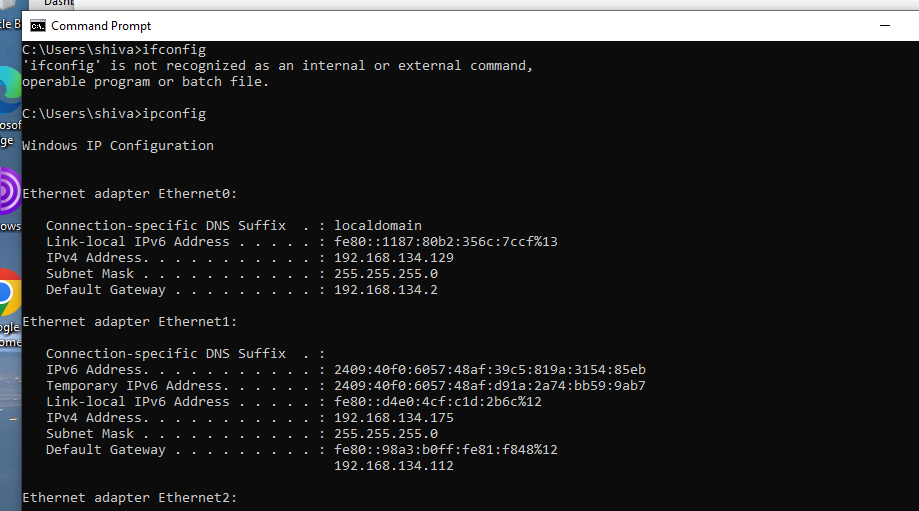 Dashb
Command Prompt
cle B
C:\Users\shiva>ifconfig
'ifconfig' is not recognized as an internal or external command,
operable program or batch file.
C:\Users\shiva>ipconfig
osof
ge
Windows IP Configuration
Ethernet adapter Ethernet0:
ows
Connection-specific DNS Suffix  . : localdomain
Link-local IPv6 Address . . . . . : fe80::1187:80b2:356c:7ccf%13
IPv4 Address. . . . . . . . . . . : 192.168.134.129
Subnet Mask . . . . . . . . . . . : 255.255.255.0
Default Gateway . . . . . . . . . : 192.168.134.2
Ethernet adapter Ethernet1:
ogle
ome
Connection-specific DNS Suffix  . :
IPv6 Address. . . . . . . . . . . : 2409:40f0:6057:48af:39c5:819a:3154:85eb
Temporary IPv6 Address. . . . . . : 2409:40f0:6057:48af:d91a:2a74:bb59:9ab7
Link-local IPv6 Address . . . . . : fe80::d4e0:4cf:c1d:2b6c%12
IPv4 Address. . . . . . . . . . . : 192.168.134.175
Subnet Mask . . . . . . . . . . . : 255.255.255.0
Default Gateway . . . . . . . . . : fe80::98a3:b0ff:fe81:f848%12
192.168.134.112
Ethernet adapter Ethernet2: